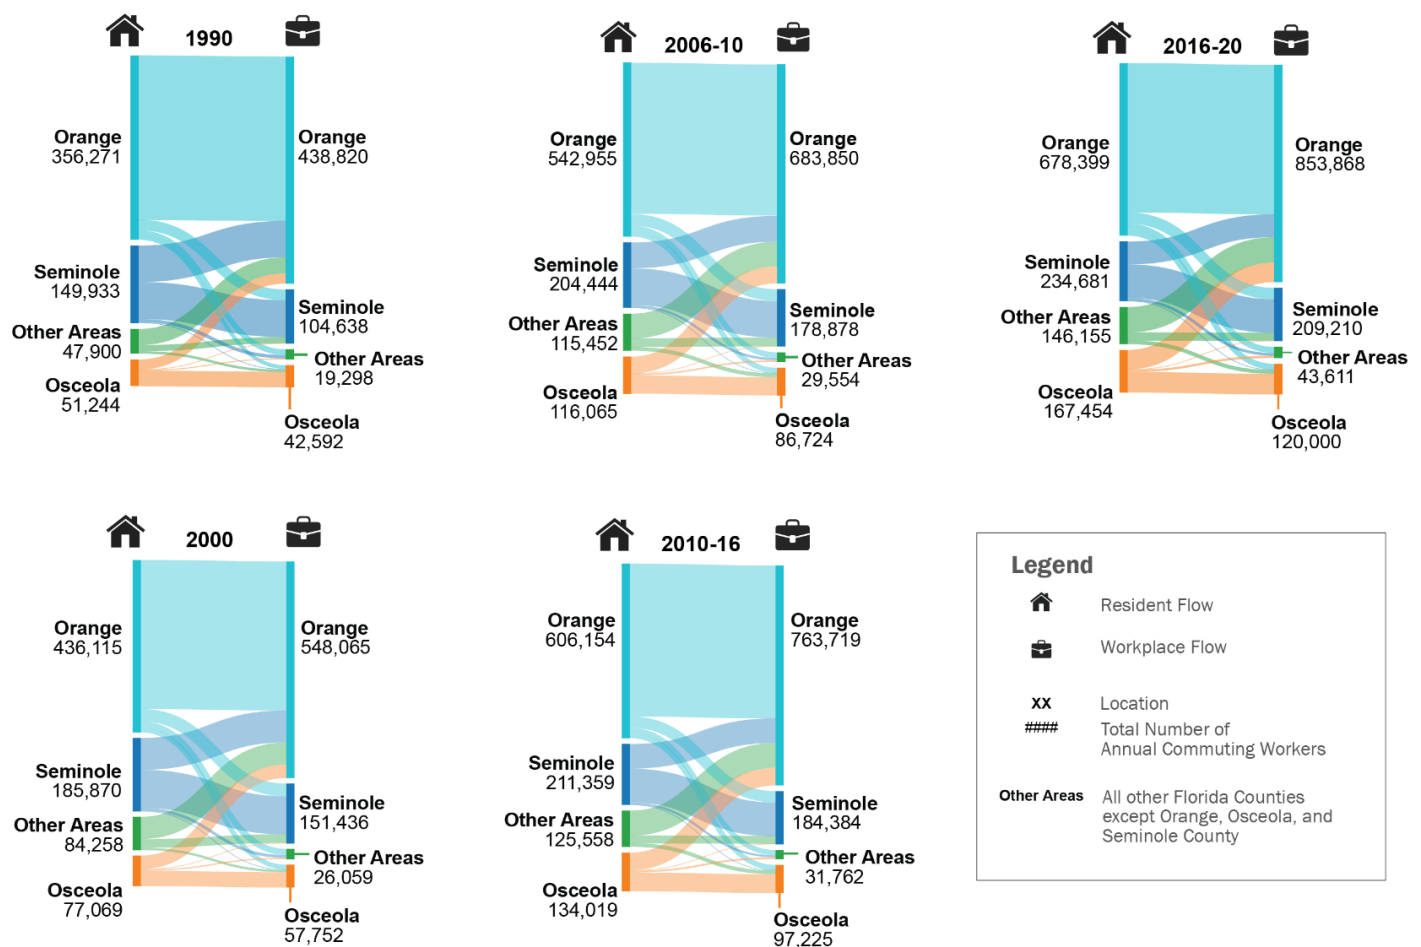 1990
Orange
356,271
Orange
438,820
Seminole
149,933
Seminole
104,638
Other Areas
47,900
Other Areas
19,298
Osceola
51,244
Osceola
42,592
2006-10
Orange
542,955
Orange
683,850
Seminole
204,444
Seminole
178,878
Other Areas
115,452
Other Areas
29,554
Osceola
116,065
Osceola
86,724
2016-20
Orange
678,399
Orange
853,868
Seminole
234,681
Seminole
209,210
Other Areas
146,155
Other Areas
43,611
Osceola
167,454
Osceola
120,000
2000
Orange
436,115
Orange
548,065
Seminole
185,870
Seminole
151,436
Other Areas
84,258
Other Areas
26,059
Osceola
77,069
Osceola
57,752
2010-16
Orange
606,154
Orange
763,719
Seminole
211,359
Seminole
184,384
Other Areas
125,558
Other Areas
31,762
Osceola
134,019
Osceola
97,225
Legend
Resident Flow
Workplace Flow
XX Location
#### Total Number of
Annual Commuting Workers
Other Areas All other Florida Counties
except Orange, Osceola, and
Seminole County